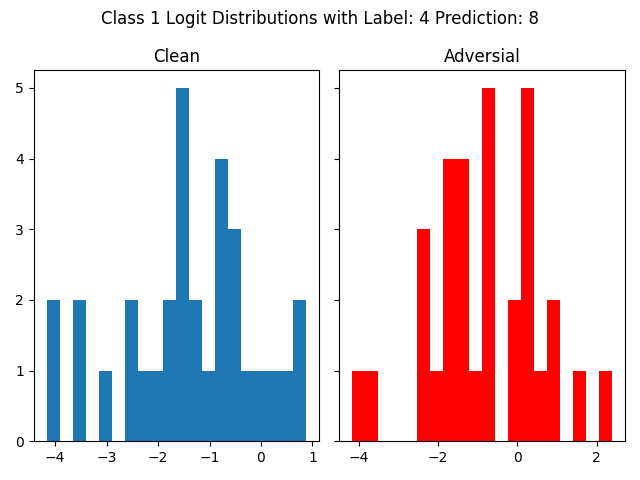 Class 1 Logit Distributions with Label: 4 Prediction: 8
Clean
Adversial
5
4
3
2
1
0
−4 −3 −2 −1 0 1
−4 −2 0 2